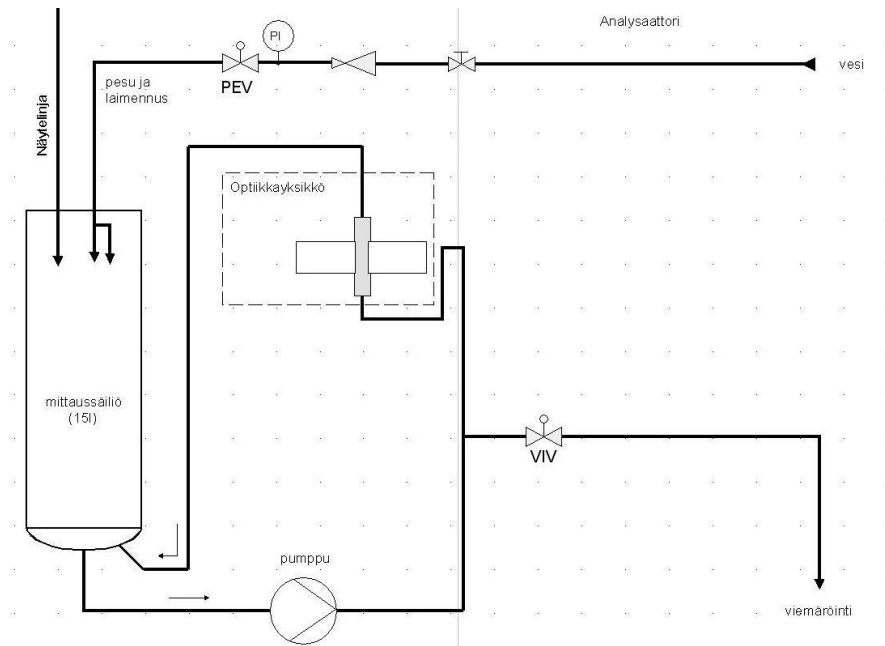 Analysaattori
PI
vesi
PEV
pesu ja
laimennus
Näytelinja
Optiikkayksikkö
mittaussäiliö
(15l)
VIV
pumppu
viemäröinti